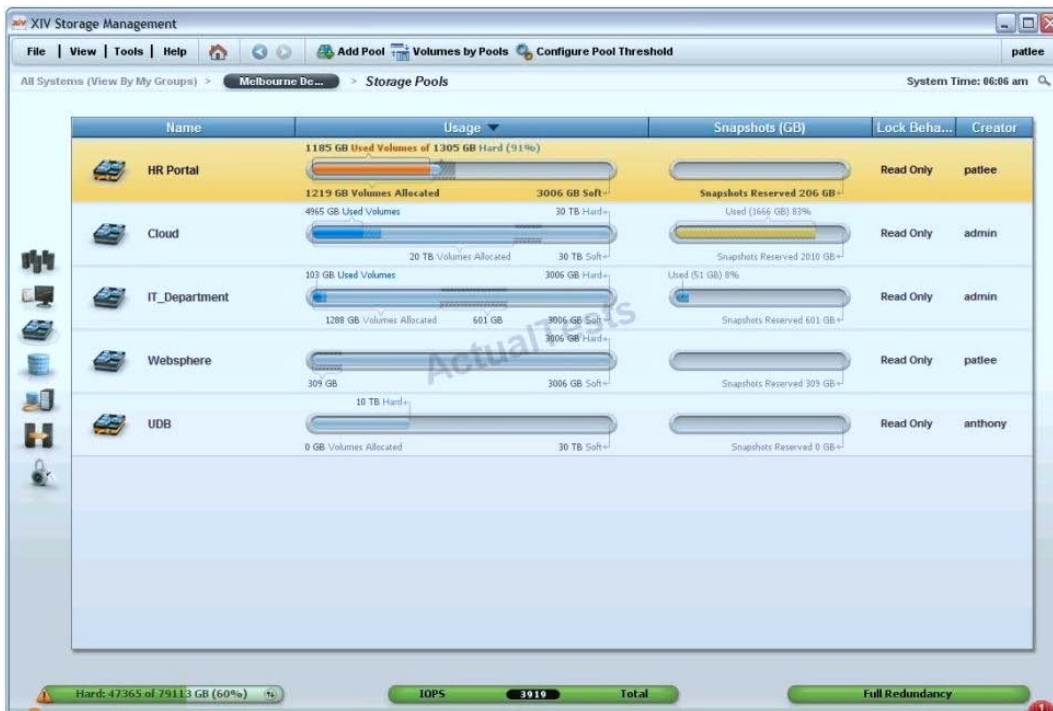 XIV Storage Management
File | View | Tools | Help Add Pool Volumes by Pools Configure Pool Threshold patlee
All Systems (View By My Groups) > Melbourne De... > Storage Pools System Time: 06:06 am
Name Usage Snapshots (GB) Lock Beha... Creator
1185 GB Used Volumes of 1305 GB Hard (91%)
HR Portal Read Only patlee
1219 GB Volumes Allocated 3006 GB Soft Snapshots Reserved 206 GB
4965 GB Used Volumes 30 TB Hard Used (1666 GB) 83%
Cloud Read Only admin
20 TB Volumes Allocated 30 TB Soft Snapshots Reserved 2010 GB
103 GB Used Volumes 3006 GB Hard Used (51 GB) 8%
IT_Department Read Only admin
1288 GB Volumes Allocated 601 GB 3006 GB Soft Snapshots Reserved 601 GB
ActualTests
3006 GB Hard
Websphere Read Only patlee
309 GB 3006 GB Soft Snapshots Reserved 309 GB
10 TB Hard
UDB Read Only anthony
0 GB Volumes Allocated 30 TB Soft Snapshots Reserved 0 GB
Hard: 47365 of 79113 GB (60%) IOPS 3919 Total Full Redundancy
1